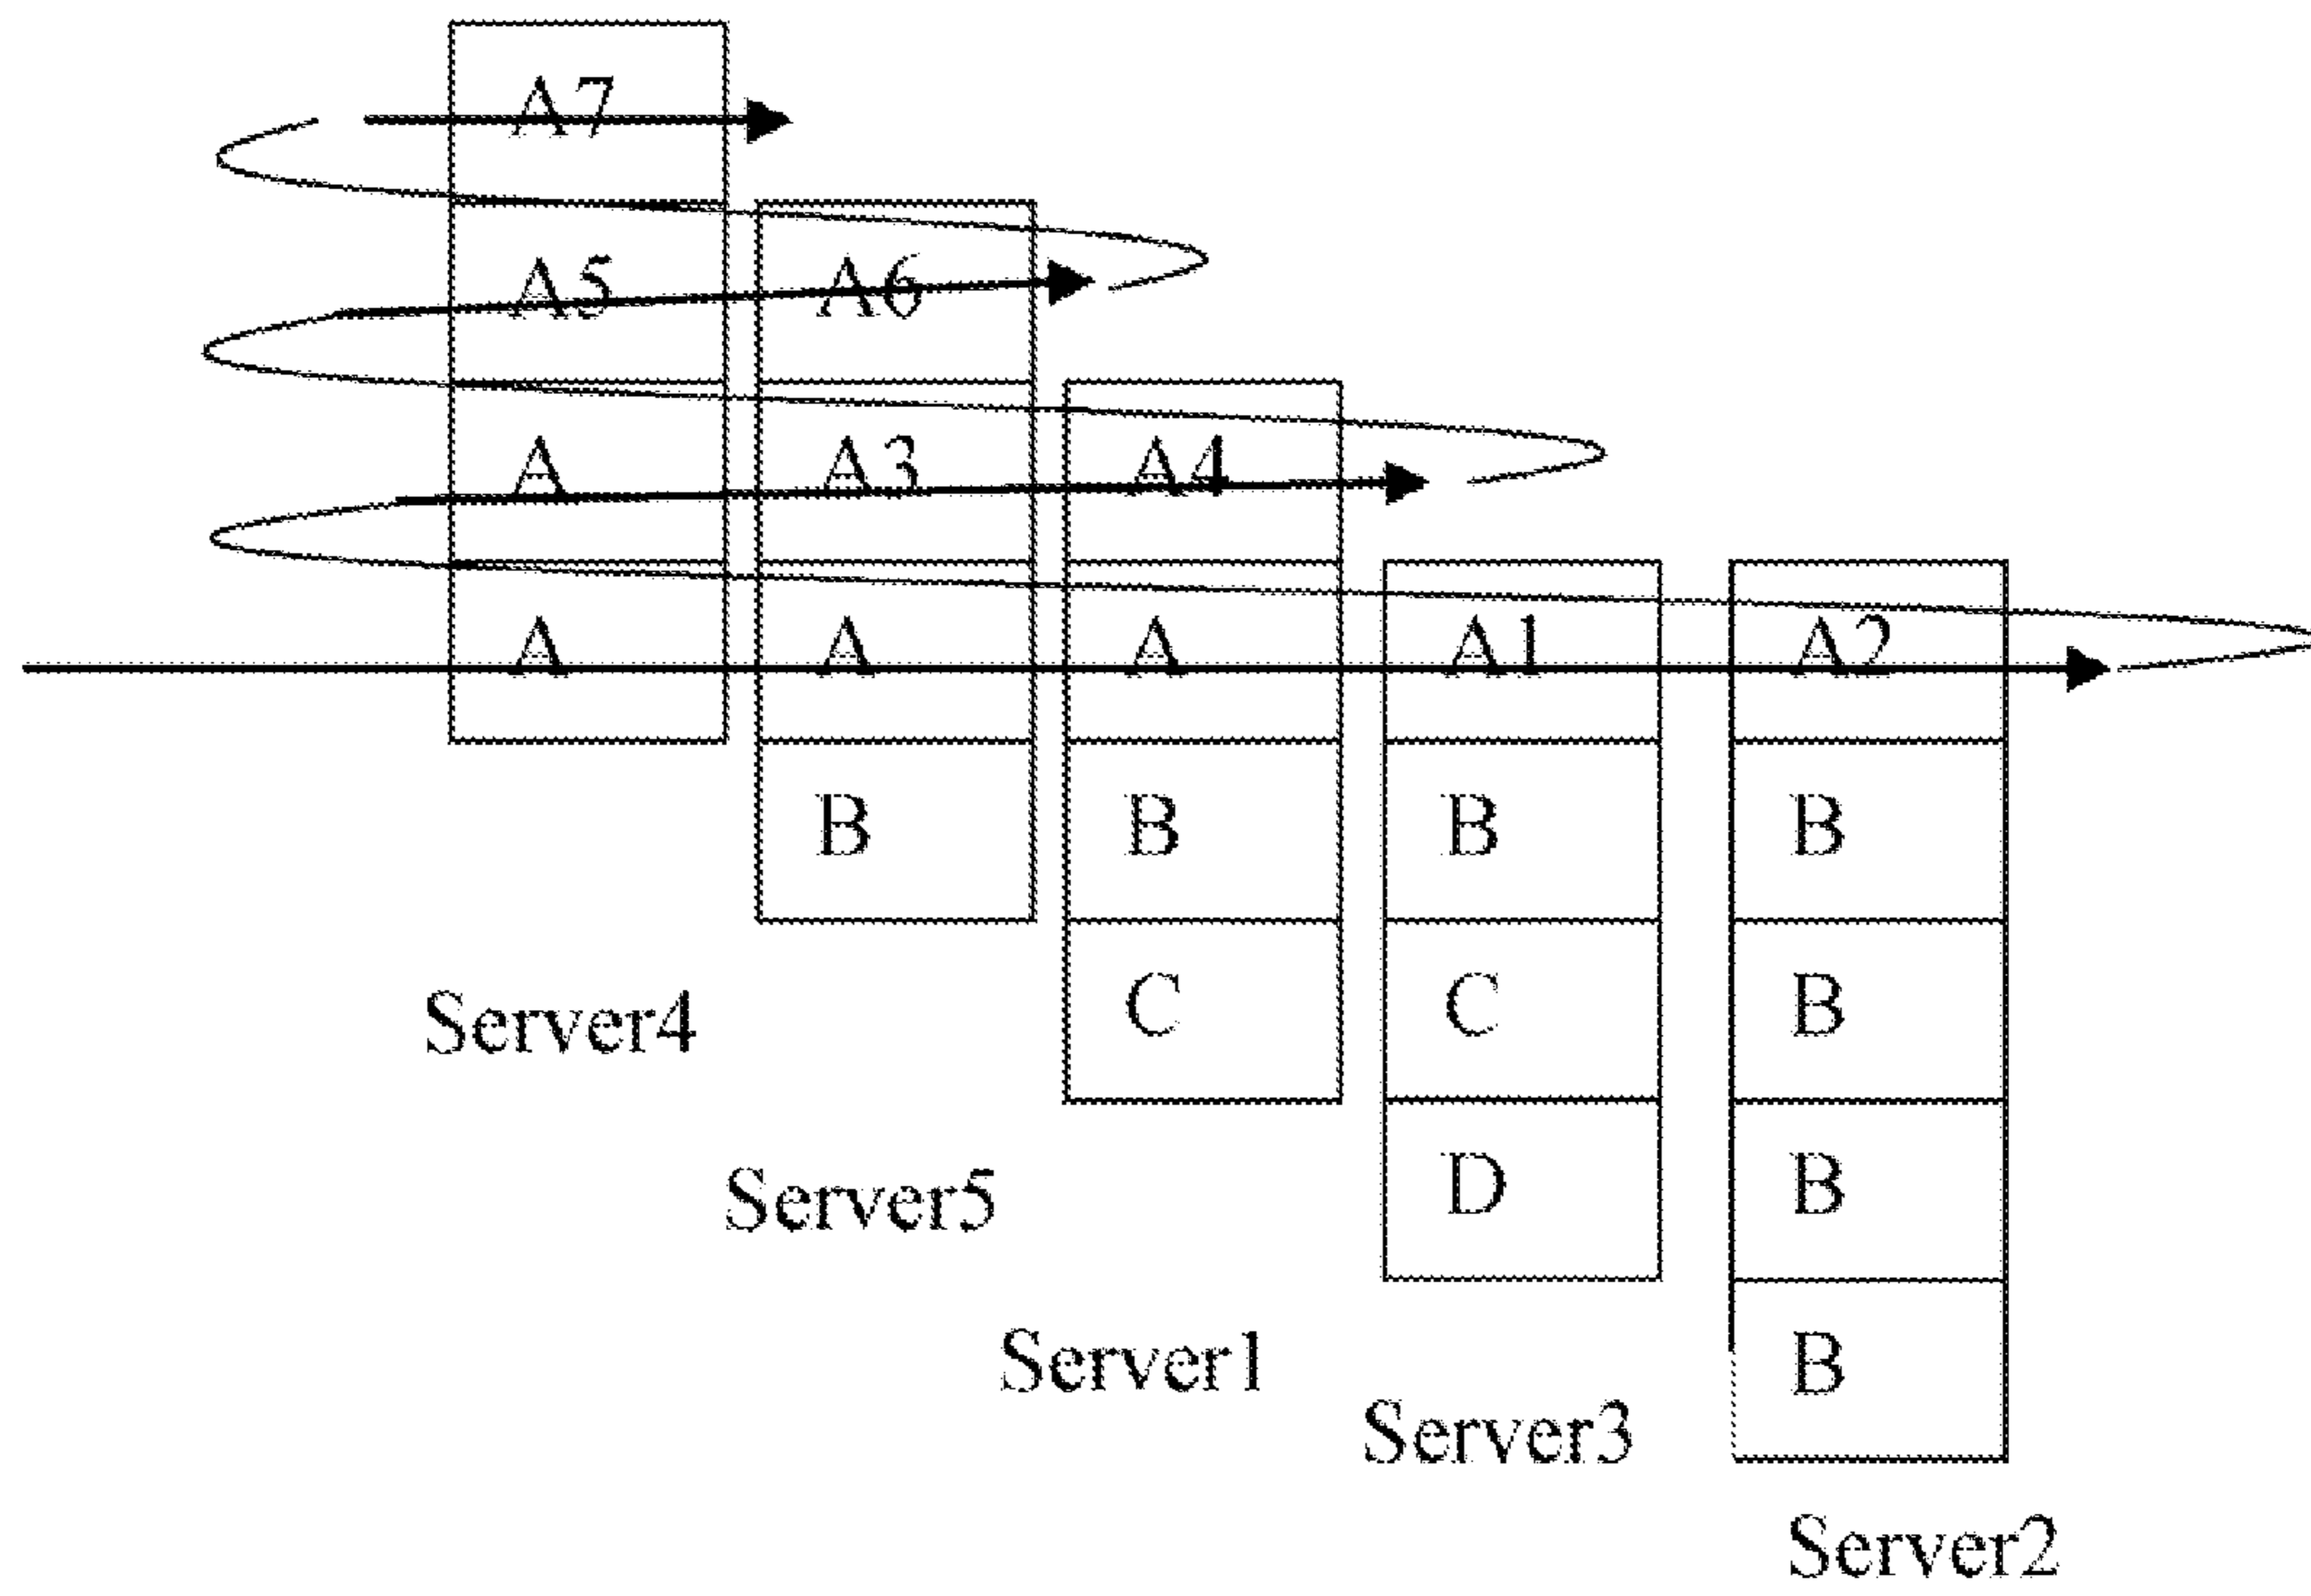 A7
A5 A6
A A3 A4
A A A A1 A2
B B B B
C C B
D B
B
Server4
Server5
Server1
Server3
Server2